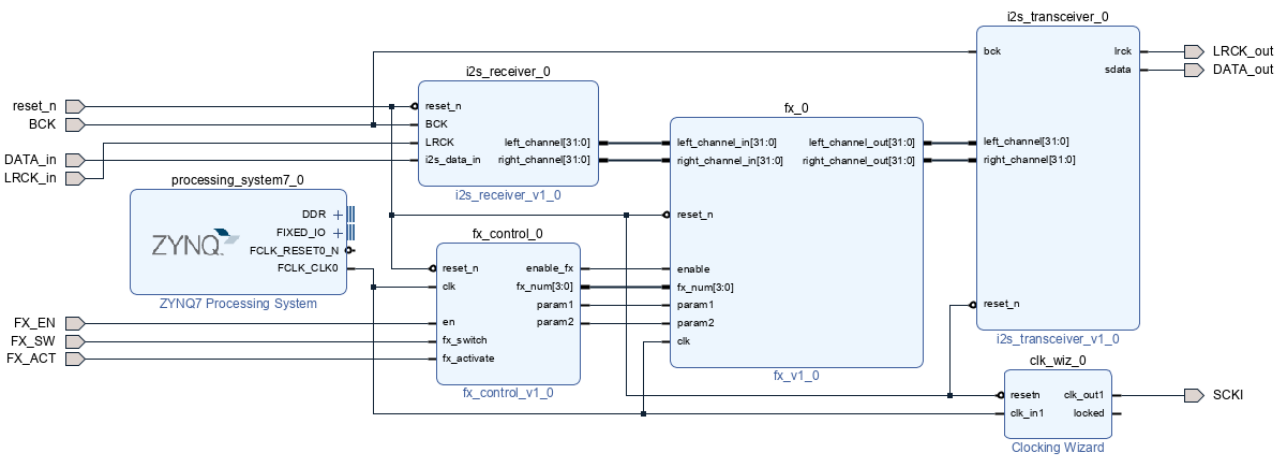 i2s_transceiver_0
bck
lrck
LRCK_out
sdata
DATA_out
left_channel[31:0]
right_channel[31:0]
reset_n
i2s_transceiver_v1_0
i2s_receiver_0
reset_n
BCK
DATA_in
LRCK_in
reset_n
BCK
LRCK
i2s_data_in
left_channel[31:0]
right_channel[31:0]
i2s_receiver_v1_0
fx_0
left_channel_in[31:0]
right_channel_in[31:0]
left_channel_out[31:0]
right_channel_out[31:0]
reset_n
enable
fx_num[3:0]
param1
param2
clk
fx_v1_0
processing_system7_0
ZYNQ
DDR
FIXED_IO
FCLK_RESET0_N
FCLK_CLK0
ZYNQ7 Processing System
FX_EN
FX_SW
FX_ACT
fx_control_0
reset_n
clk
en
fx_switch
fx_activate
enable_fx
fx_num[3:0]
param1
param2
fx_control_v1_0
clk_wiz_0
resetn
clk_in1
clk_out1
locked
Clocking Wizard
SCKI